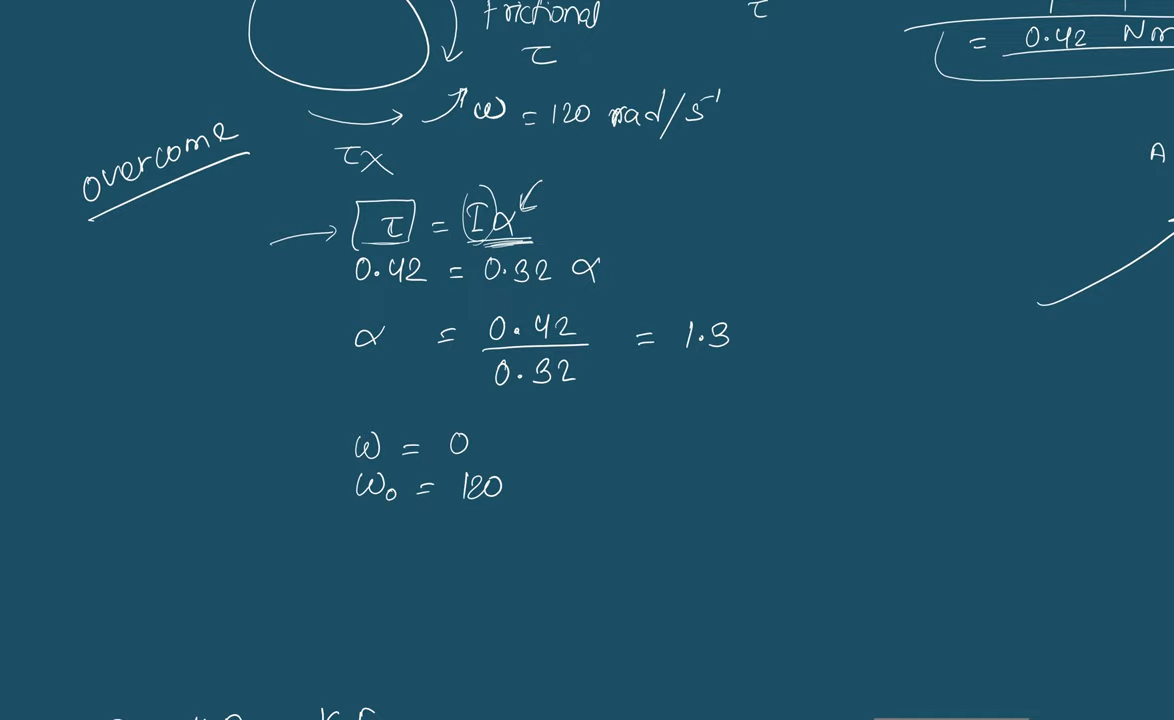 frictional
τ
τ
= 0.42 Nm
ω = 120 rad/s⁻¹
overcome
τx
A
τ = Iα
0.42 = 0.32 α
α = 0.42/0.32 = 1.3
ω = 0
ω₀ = 120